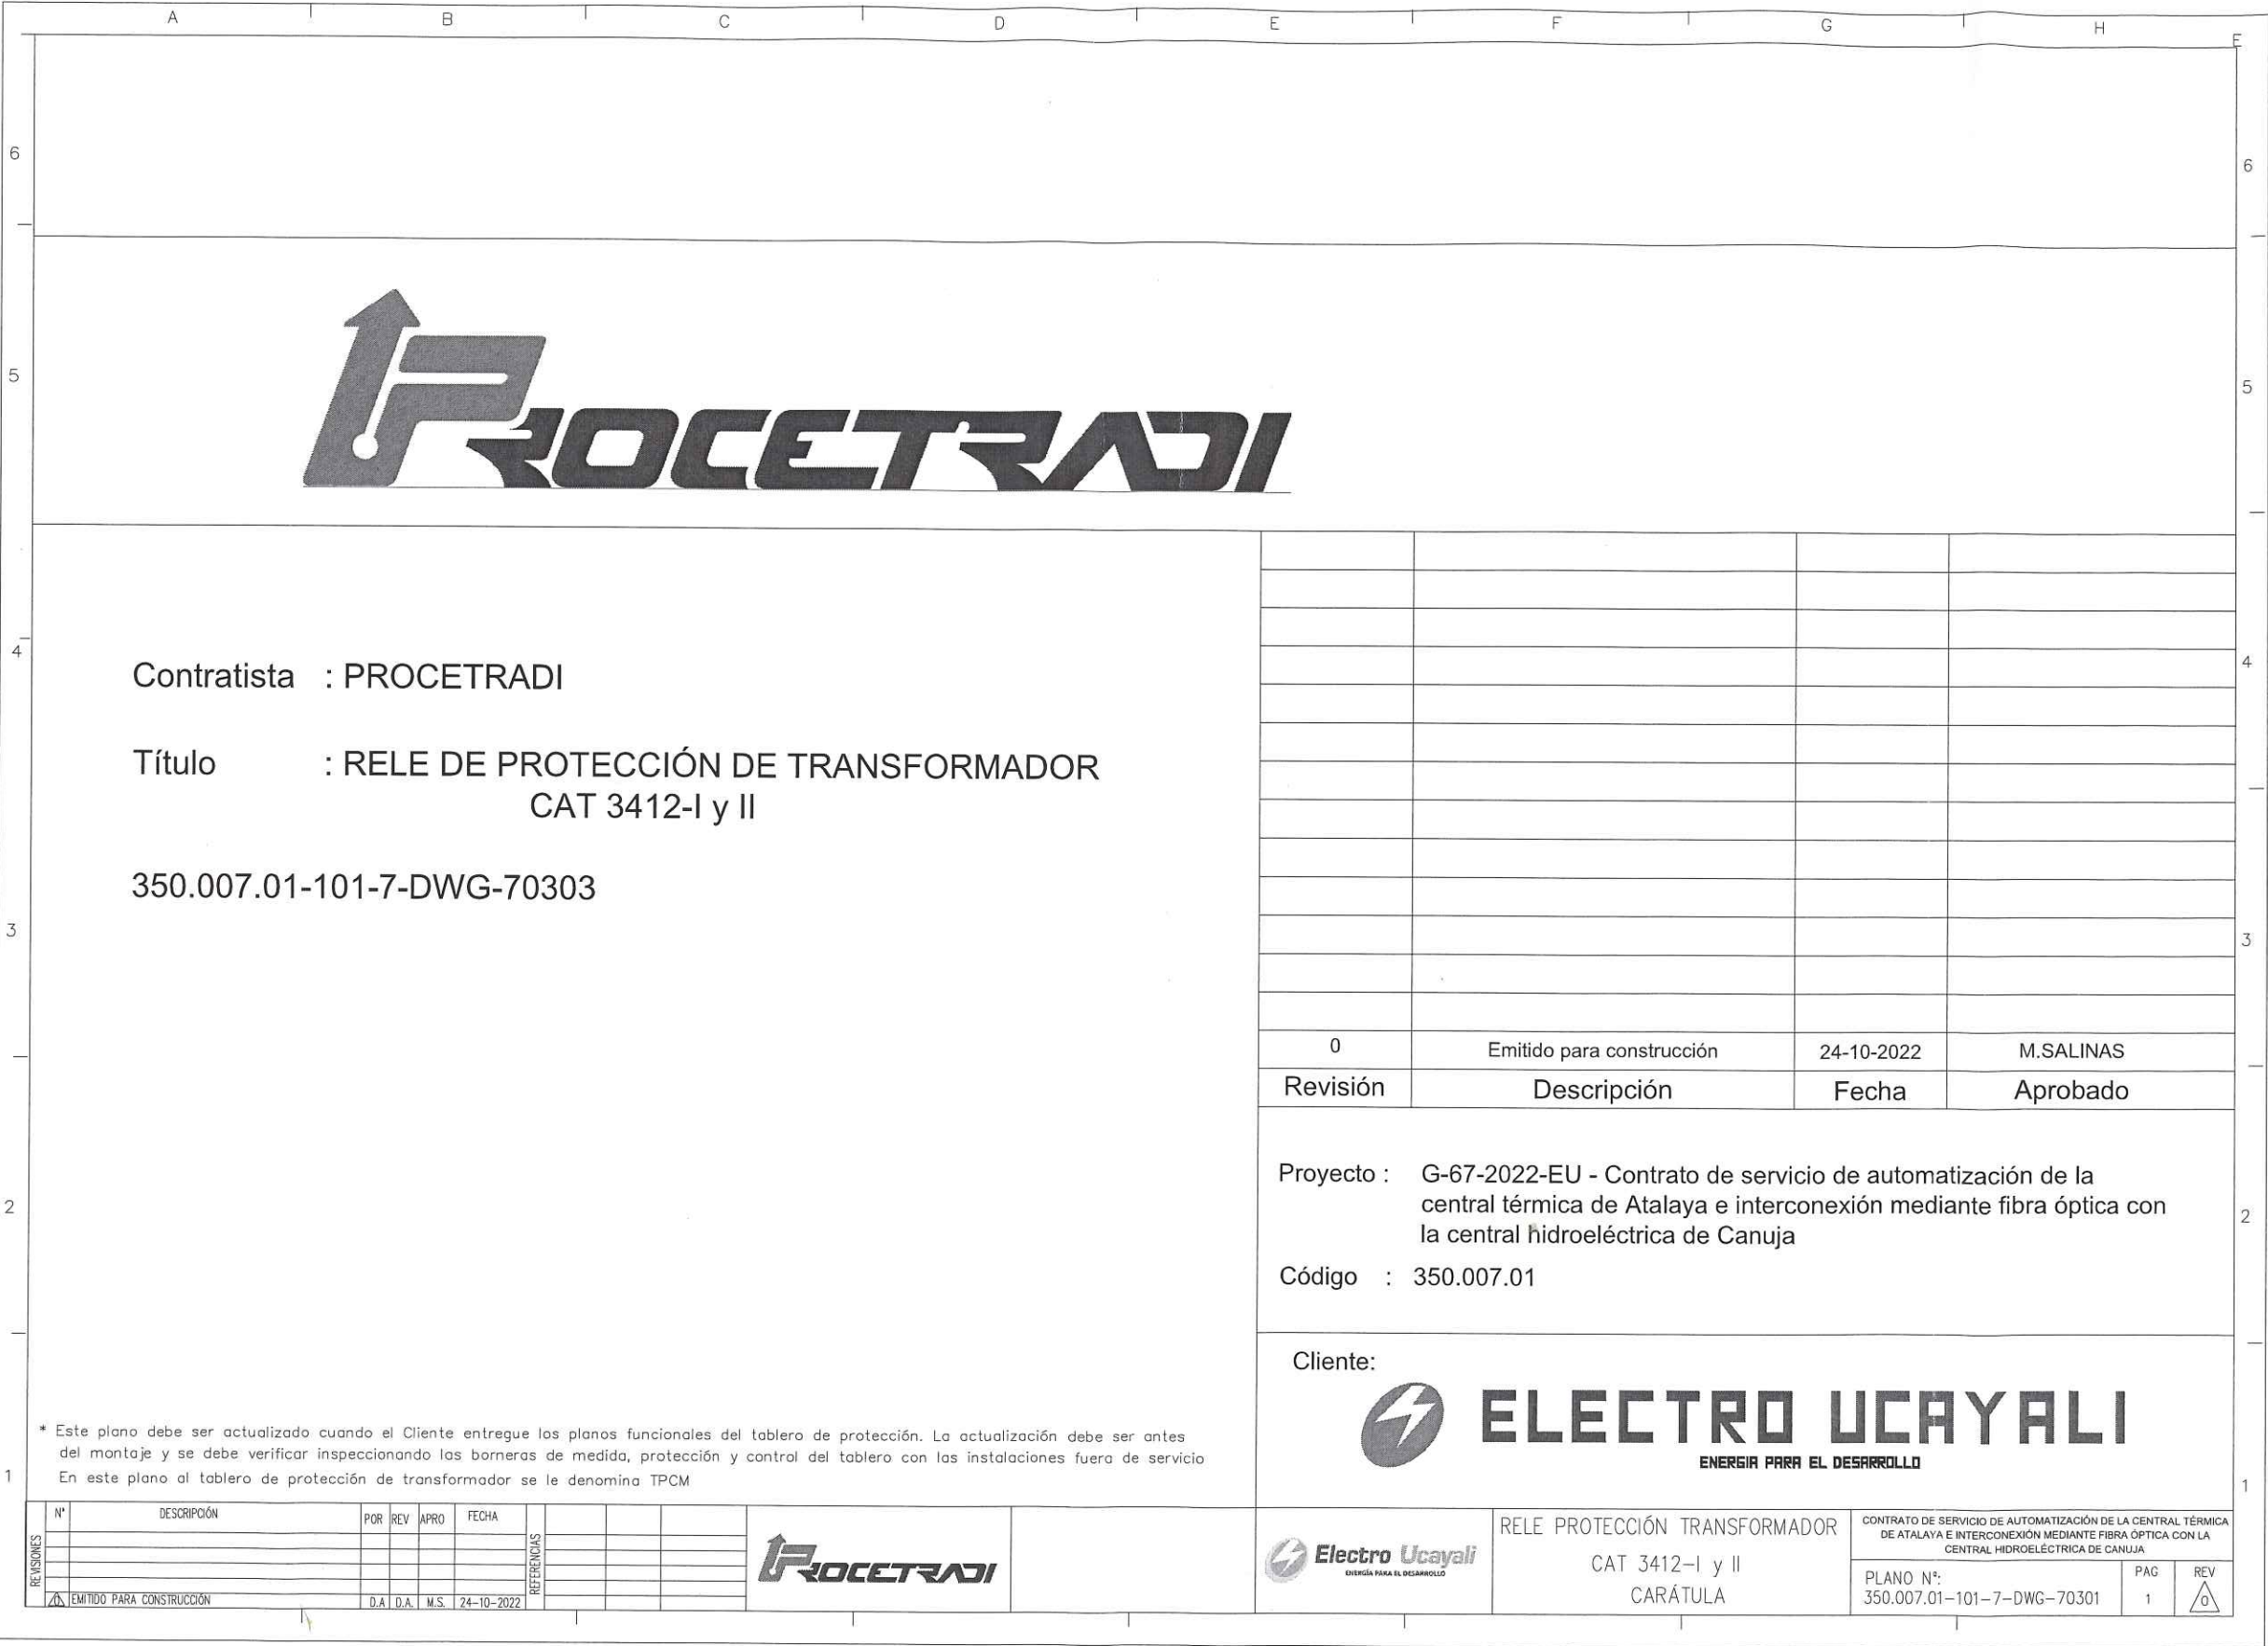 A B C D E F G H E
6 6
PROCETRADI
5 5
4 4
Contratista : PROCETRADI
Título : RELE DE PROTECCIÓN DE TRANSFORMADOR
CAT 3412-I y II
350.007.01-101-7-DWG-70303
3 3
0 Emitido para construcción 24-10-2022 M.SALINAS
Revisión Descripción Fecha Aprobado
Proyecto : G-67-2022-EU - Contrato de servicio de automatización de la
central térmica de Atalaya e interconexión mediante fibra óptica con
la central hidroeléctrica de Canuja
2 2
Código : 350.007.01
Cliente:
ELECTRO UCAYALI
ENERGIA PARA EL DESARROLLO
* Este plano debe ser actualizado cuando el Cliente entregue los planos funcionales del tablero de protección. La actualización debe ser antes
del montaje y se debe verificar inspeccionando las borneras de medida, protección y control del tablero con las instalaciones fuera de servicio
En este plano al tablero de protección de transformador se le denomina TPCM
1 1
REVISIONES
N° DESCRIPCIÓN POR REV APRO FECHA
0 EMITIDO PARA CONSTRUCCIÓN D.A D.A. M.S. 24-10-2022
REFERENCIAS
PROCETRADI
Electro Ucayali
ENERGÍA PARA EL DESARROLLO
RELE PROTECCIÓN TRANSFORMADOR
CAT 3412-I y II
CARÁTULA
CONTRATO DE SERVICIO DE AUTOMATIZACIÓN DE LA CENTRAL TÉRMICA
DE ATALAYA E INTERCONEXIÓN MEDIANTE FIBRA ÓPTICA CON LA
CENTRAL HIDROELÉCTRICA DE CANUJA
PLANO N°:
350.007.01-101-7-DWG-70301
PAG
1
REV
0